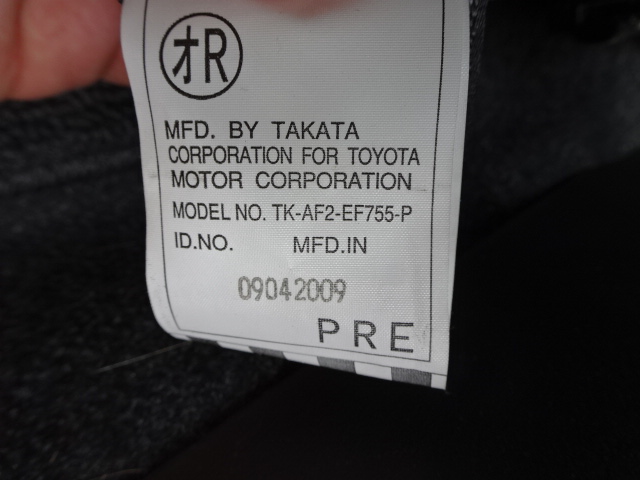 オR
MFD. BY TAKATA
CORPORATION FOR TOYOTA
MOTOR CORPORATION
MODEL NO. TK-AF2-EF755-P
ID.NO. MFD.IN
09042009
PRE